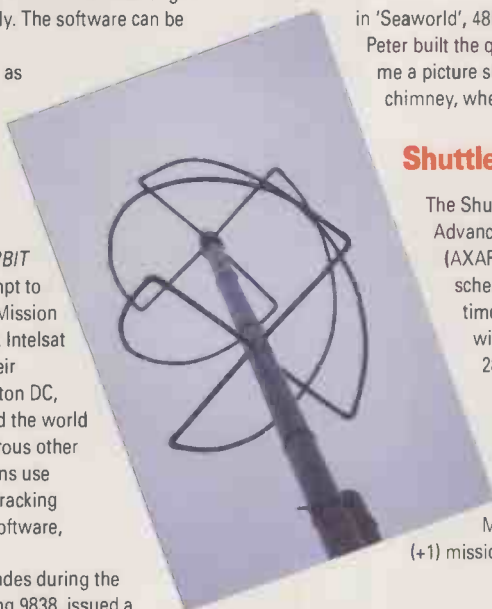 ly. The software can be
as
RBIT
npt to
Mission
Intelsat
eir
ton DC,
d the world
rous other
ns use
racking
oftware,
ades during the
ng 9838, issued a
in 'Seaworld', 48
Peter built the q
me a picture s
chimney, whe
Shuttle
The Shu
Advanc
(AXAF
sche
time
wi
2
M
(+1) missio